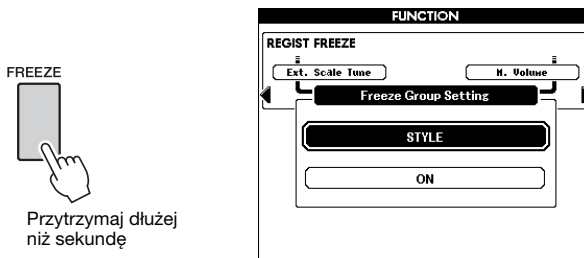 FREEZE
Przytrzymaj dłużej
niż sekundę
FUNCTION
REGIST FREEZE
Ext. Scale Tune
M. Volume
Freeze Group Setting
STYLE
ON